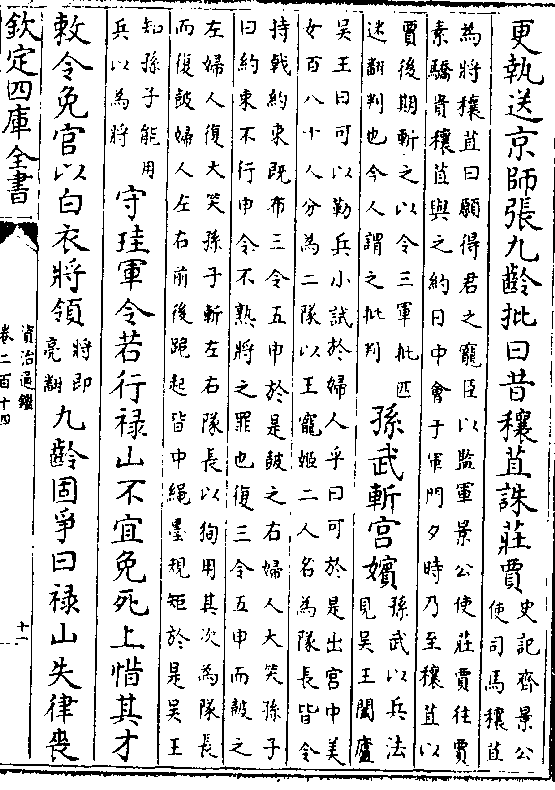 更執送京師張九齡批曰昔穰苴誅莊賈史記齊景公使司馬穰苴
為將穰苴曰願得君之寵臣以監軍景公使莊賈往賈
素驕貴穰苴與之約日中會于軍門夕時乃至穰苴以
賈後期斬之以令三軍批匹迷翻判也今人謂之批判孫武斬宮嬪孫武以兵法見吳王闔廬
吳王曰可以勒兵小試於婦人乎曰可於是出宮中美
女百八十人分為二隊以王寵姬二人名為隊長皆令
持戟約束既布三令五申於是鼓之右婦人大笑孫子
曰約束不行申令不熟將之罪也復三令五申而鼓之
左婦人復大笑孫子斬左右隊長以徇用其次為隊長
而復鼓婦人左右前後跪起皆中繩墨規矩於是吳王
知孫子能用兵以為將守珪軍令若行祿山不宜免死上惜其才
敕令免官以白衣將領將即亮翻九齡固爭曰祿山失律喪
欽定四庫全書
資治通鑑
卷二百十四
十一